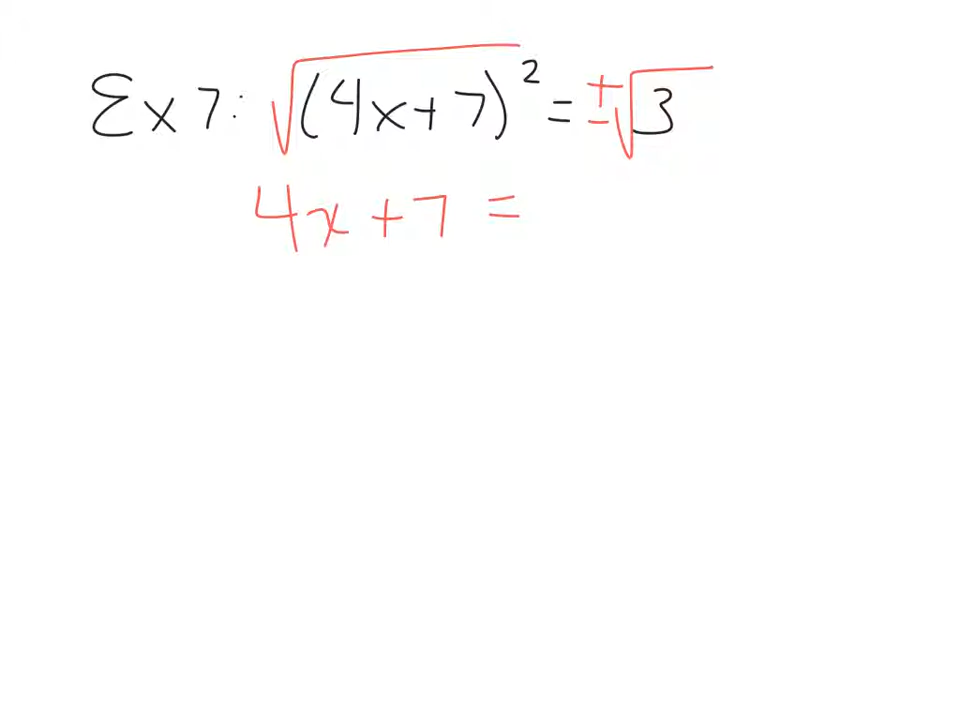 Ex 7: √(4x+7)² = ±√3
4x + 7 =